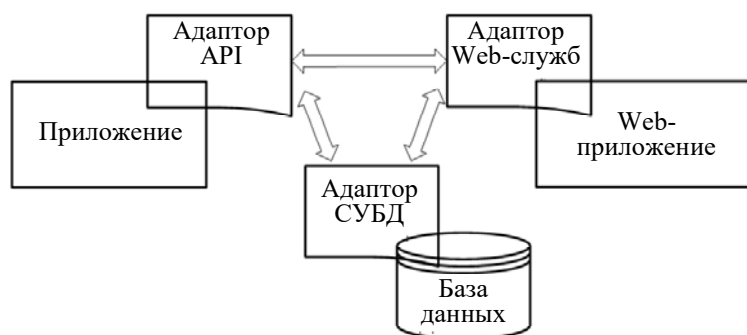 Адаптор
API
Адаптор
Web-служб
Приложение
Web-
приложение
Адаптор
СУБД
База
данных